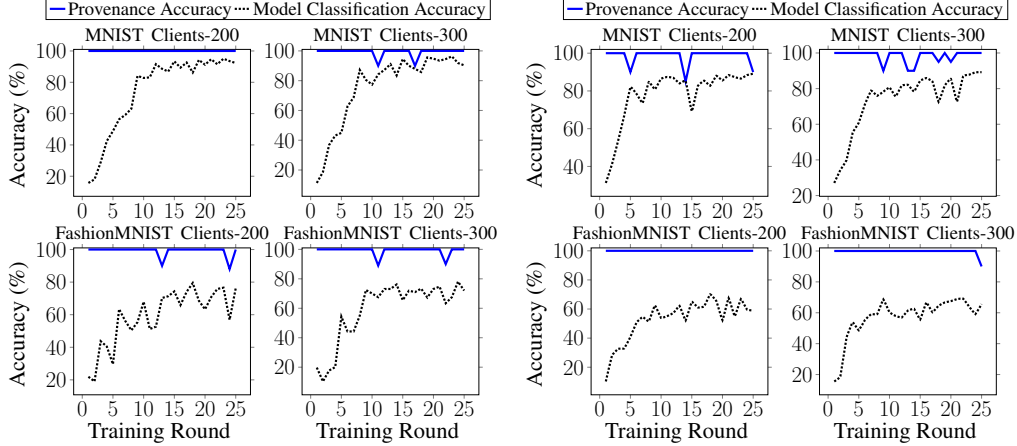 Provenance Accuracy Model Classification Accuracy
MNIST Clients-200 MNIST Clients-300
Accuracy (%)
100
80
60
40
20
0 5 10 15 20 25
100
80
60
40
20
0 5 10 15 20 25
FashionMNIST Clients-200 FashionMNIST Clients-300
Accuracy (%)
100
80
60
40
20
0 5 10 15 20 25
Training Round
100
80
60
40
20
0 5 10 15 20 25
Training Round
Provenance Accuracy Model Classification Accuracy
MNIST Clients-200 MNIST Clients-300
Accuracy (%)
100
80
60
40
0 5 10 15 20 25
100
80
60
40
20
0 5 10 15 20 25
FashionMNIST Clients-200 FashionMNIST Clients-300
Accuracy (%)
100
80
60
40
20
0 5 10 15 20 25
Training Round
100
80
60
40
20
0 5 10 15 20 25
Training Round